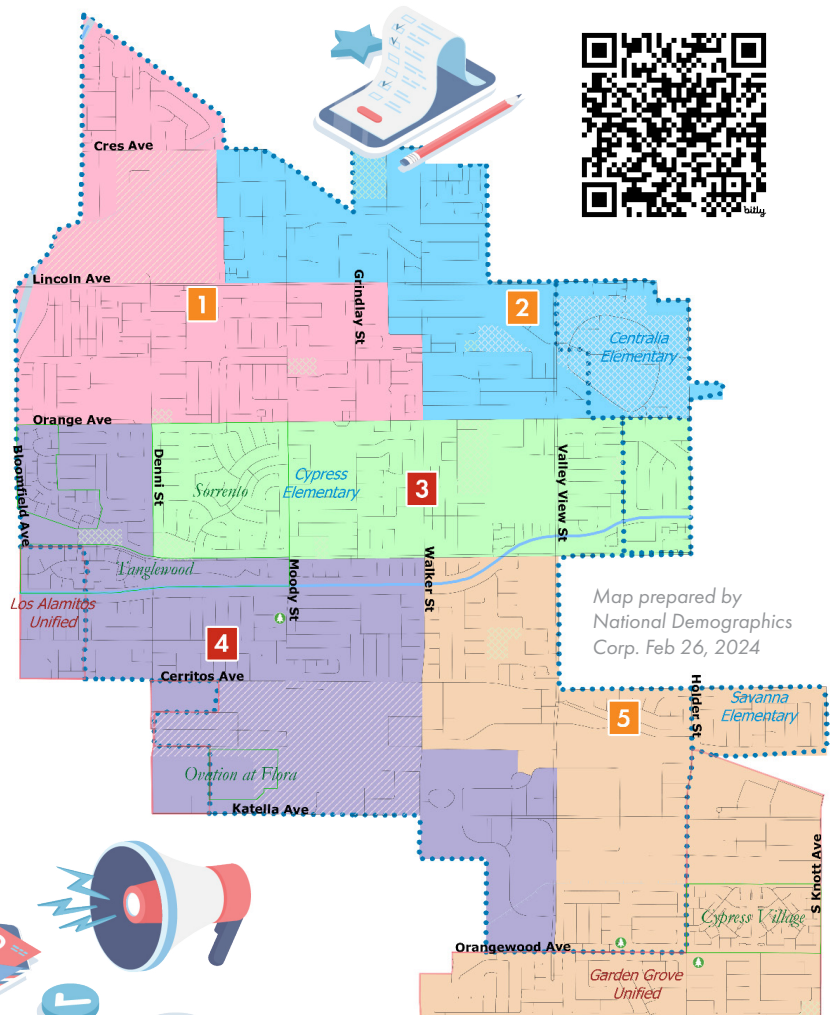 bitly
Cres Ave
Lincoln Ave
Grindlay St
1
2
Centralia
Elementary
Orange Ave
Bloomfield Ave
Denni St
Sorrento
Cypress
Elementary
3
Valley View St
Tanglewood
Moody St
Walker St
Los Alamitos
Unified
Map prepared by
National Demographics
Corp. Feb 26, 2024
4
Cerritos Ave
Holder St
Savanna
Elementary
5
Ovation at Flora
Katella Ave
S Knott Ave
Cypress Village
Orangewood Ave
Garden Grove
Unified